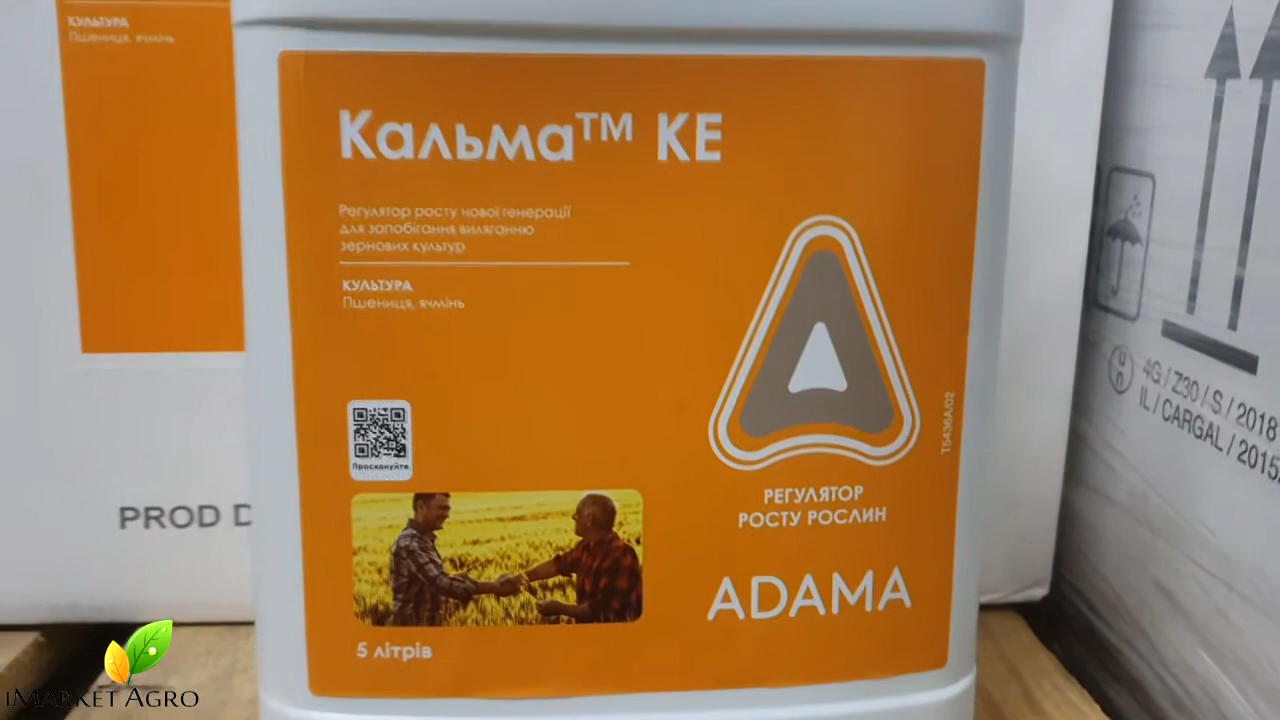 КУЛЬТУРА
Пшениця, ячмінь
Кальма™ КЕ
Регулятор росту нової генерації
для запобігання виляганню
зернових культур
КУЛЬТУРА
Пшениця, ячмінь
Проскануйте
5 літрів
РЕГУЛЯТОР
РОСТУ РОСЛИН
ADAMA
T5436A/02
PROD D
un
4G / Z30 / S / 2018
IL / CARGAL / 2015
iMARKET AGRO